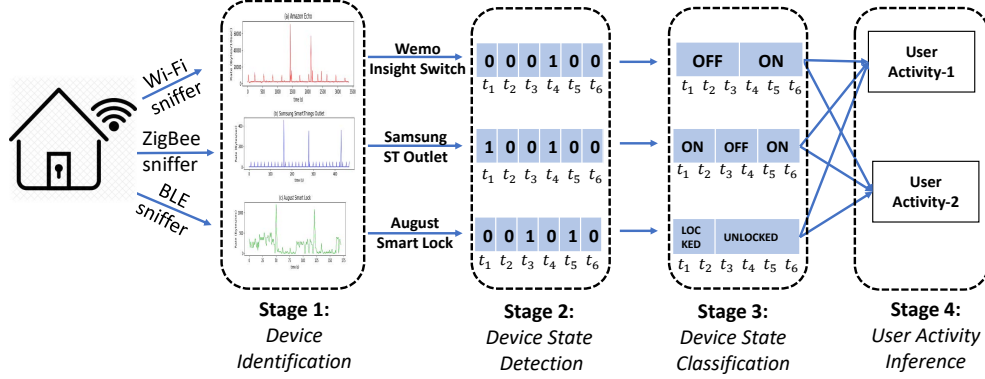 Wi-Fi
sniffer
ZigBee
sniffer
BLE
sniffer
(a) Amazon Echo
time (s)
(b) Samsung SmartThings Outlet
time (s)
(c) August Smart Lock
time (s)
Wemo
Insight Switch
Samsung
ST Outlet
August
Smart Lock
0 0 0 1 0 0
t1 t2 t3 t4 t5 t6
1 0 0 1 0 0
t1 t2 t3 t4 t5 t6
0 0 1 0 1 0
t1 t2 t3 t4 t5 t6
OFF ON
t1 t2 t3 t4 t5 t6
ON OFF ON
t1 t2 t3 t4 t5 t6
LOC
KED
UNLOCKED
t1 t2 t3 t4 t5 t6
User
Activity-1
User
Activity-2
Stage 1:
Device
Identification
Stage 2:
Device State
Detection
Stage 3:
Device State
Classification
Stage 4:
User Activity
Inference